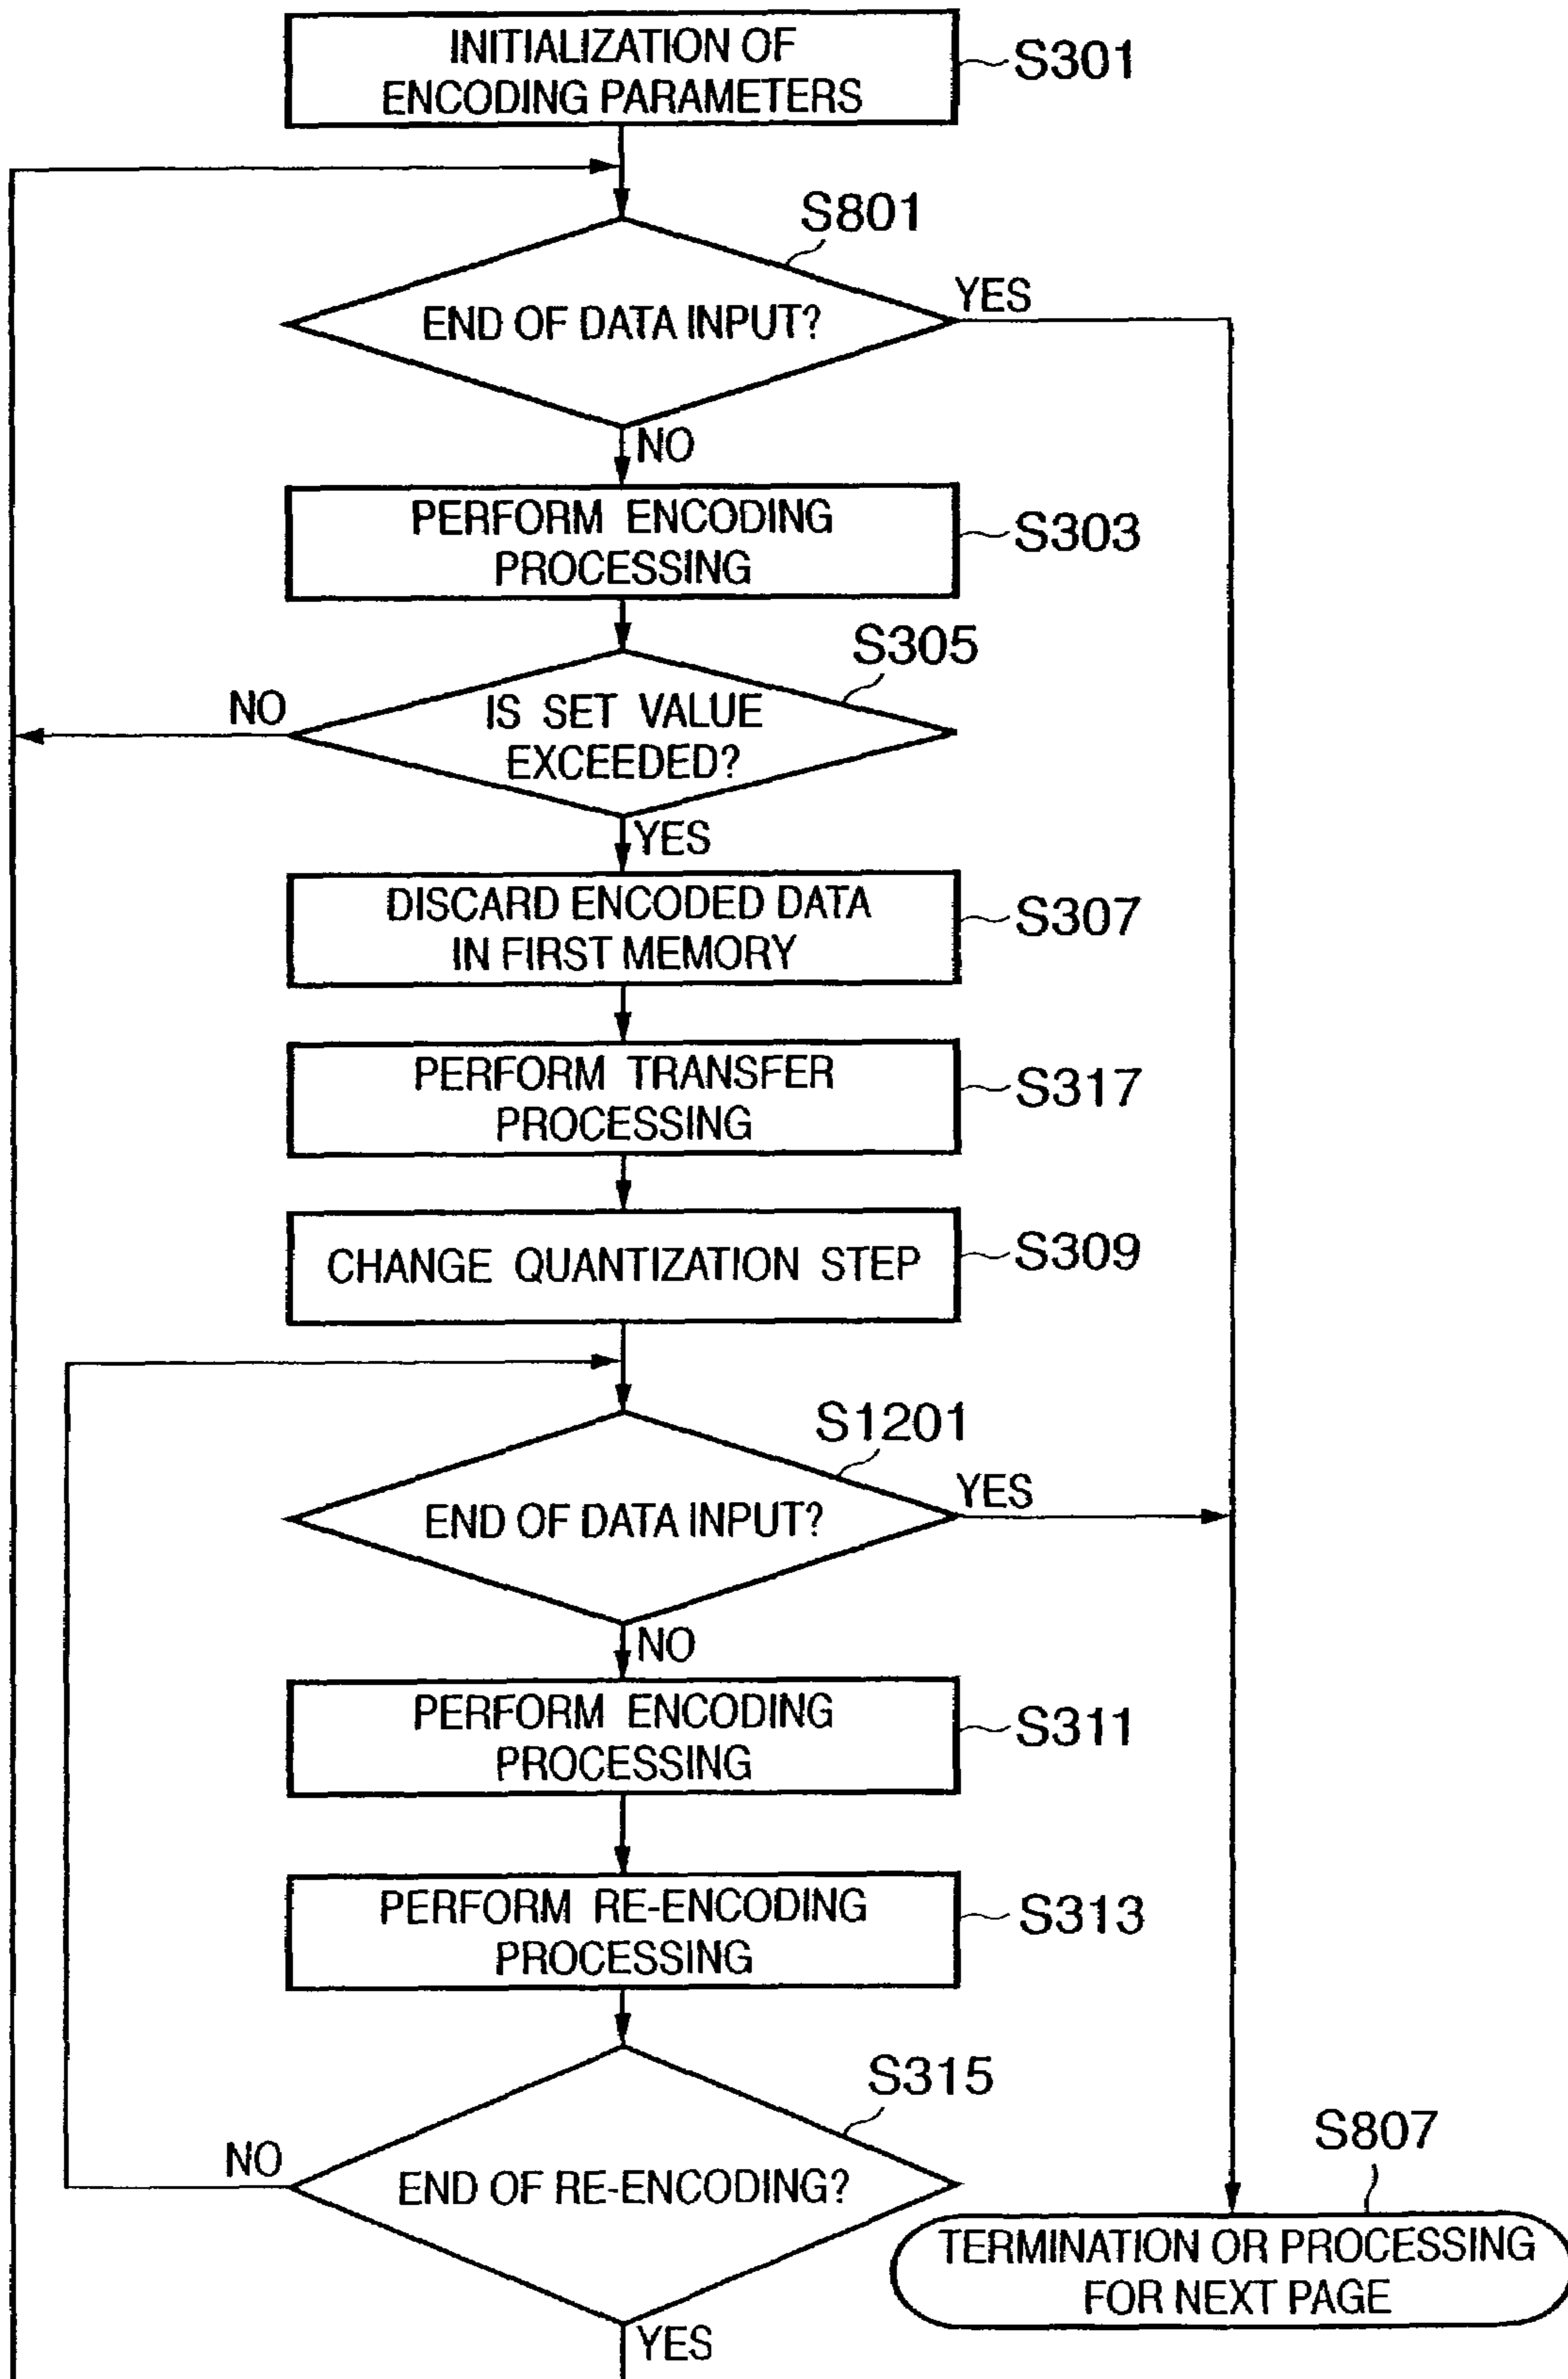 INITIALIZATION OF
ENCODING PARAMETERS
S301
S801
END OF DATA INPUT?
YES
NO
PERFORM ENCODING
PROCESSING
S303
S305
IS SET VALUE
EXCEEDED?
NO
YES
DISCARD ENCODED DATA
IN FIRST MEMORY
S307
PERFORM TRANSFER
PROCESSING
S317
CHANGE QUANTIZATION STEP
S309
S1201
END OF DATA INPUT?
YES
NO
PERFORM ENCODING
PROCESSING
S311
PERFORM RE-ENCODING
PROCESSING
S313
S315
END OF RE-ENCODING?
NO
YES
S807
TERMINATION OR PROCESSING
FOR NEXT PAGE